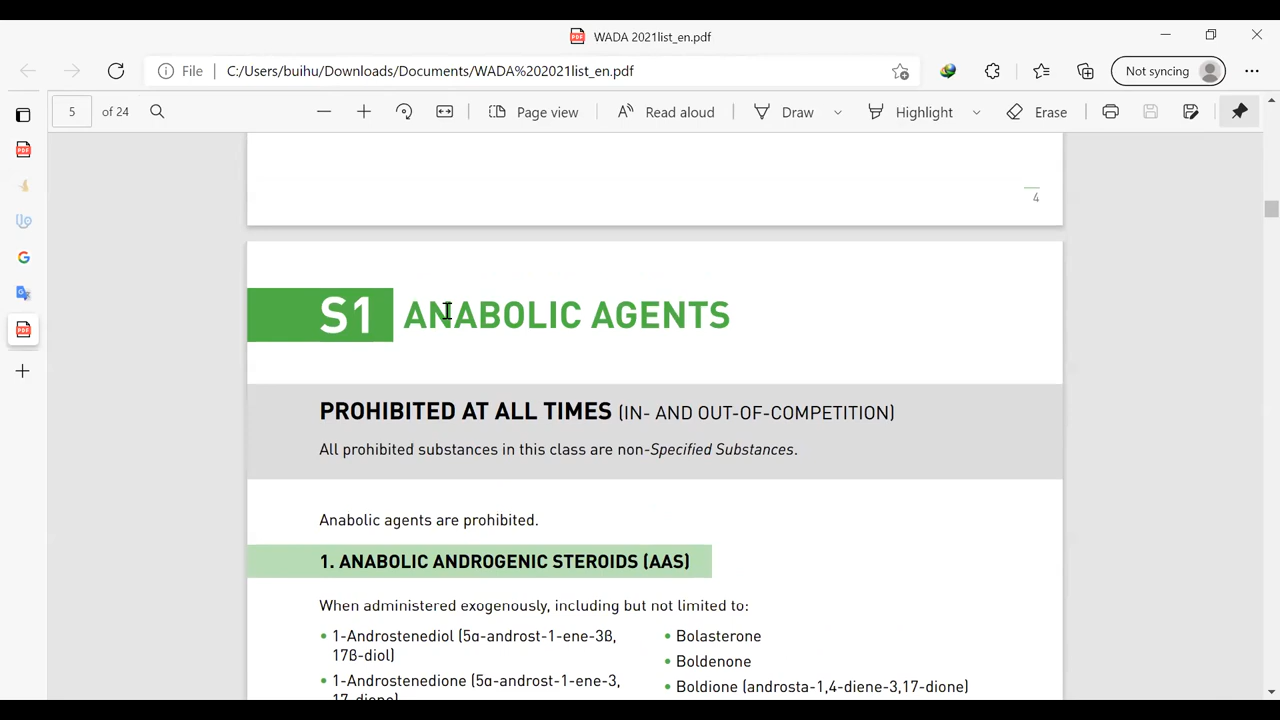 WADA 2021list_en.pdf
File C:/Users/buihu/Downloads/Documents/WADA%202021list_en.pdf Not syncing
5 of 24 Page view Read aloud Draw Highlight Erase
4
S1 ANABOLIC AGENTS
PROHIBITED AT ALL TIMES (IN- AND OUT-OF-COMPETITION)
All prohibited substances in this class are non-Specified Substances.
Anabolic agents are prohibited.
1. ANABOLIC ANDROGENIC STEROIDS (AAS)
When administered exogenously, including but not limited to:
• 1-Androstenediol (5α-androst-1-ene-3β,
17β-diol)
• 1-Androstenedione (5α-androst-1-ene-3,
17-dione)
• Bolasterone
• Boldenone
• Boldione (androsta-1,4-diene-3,17-dione)